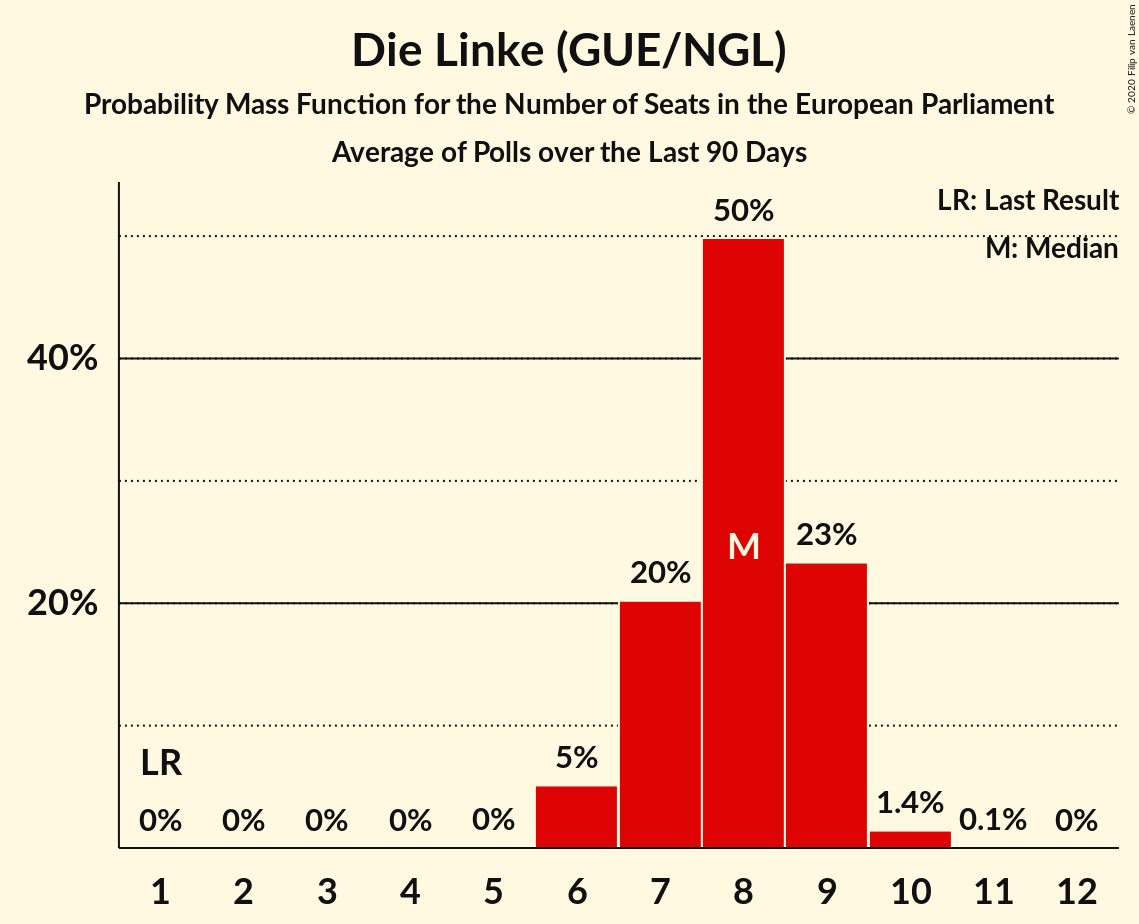 Die Linke (GUE/NGL)
Probability Mass Function for the Number of Seats in the European Parliament
Average of Polls over the Last 90 Days
© 2020 Filip van Laenen
LR: Last Result
M: Median
50%
40%
M
23%
20%
20%
LR
5%
0% 0% 0% 0% 0% 1.4% 0.1% 0%
1 2 3 4 5 6 7 8 9 10 11 12